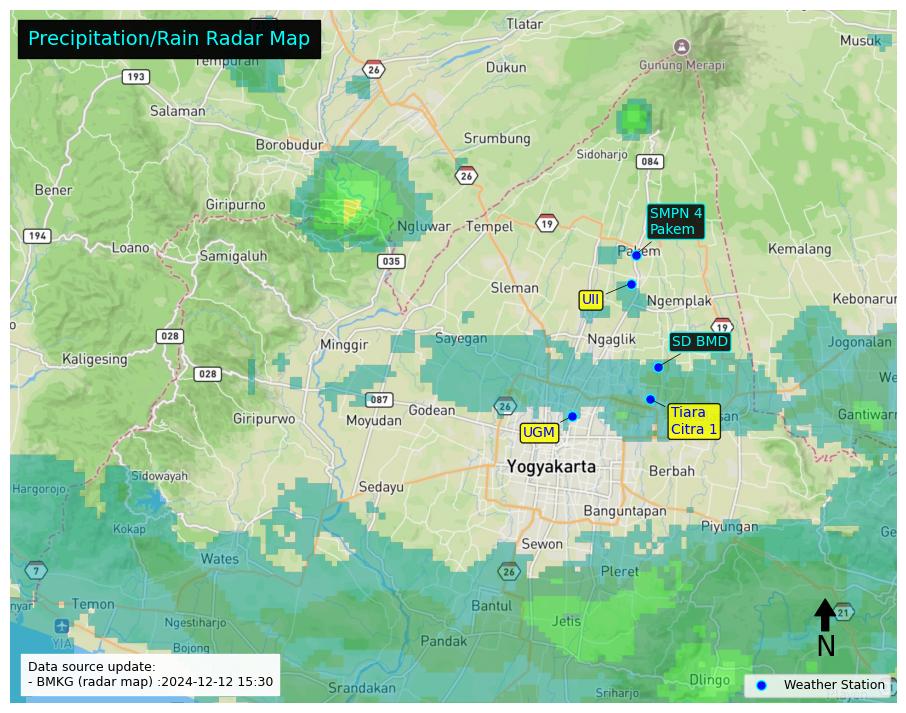 Precipitation/Rain Radar Map
Tlatar
Musuk
Gunung Merapi
Tempuran
26
Dukun
193
Salaman
Borobudur
Srumbung
Sidoharjo
084
26
Bener
Giripurno
SMPN 4
Pakem
19
Ngluwar
Tempel
194
Loano
Samigaluh
Pakem
Kemalang
035
Sleman
UII
Ngemplak
Kebonarum
19
028
Minggir
Sayegan
Ngaglik
SD BMD
Jogonalan
Kaligesing
028
087
Godean
26
Giripurwo
Moyudan
UGM
Tiara
Citra 1
Gantiwarn
Yogyakarta
Berbah
Hargorojo
Sidowayah
Sedayu
Banguntapan
Kokap
Piyungan
Sewon
Wates
7
26
Pleret
Temon
Bantul
21
Ngestiharjo
Jetis
YIA
Pandak
N
Bojong
Data source update:
- BMKG (radar map) :2024-12-12 15:30
Srandakan
Sriharjo
Dlingo
Weather Station